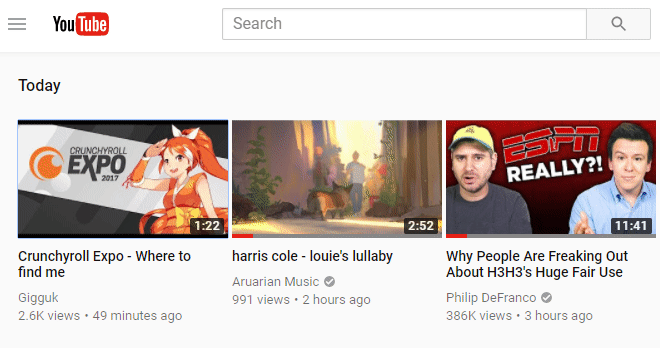 YouTube
Search
Today
CRUNCHYROLL
EXPO
2017
1:22
2:52
ESPN
REALLY?!
11:41
Crunchyroll Expo - Where to
find me
Gigguk
2.6K views • 49 minutes ago
harris cole - louie's lullaby
Aruarian Music
991 views • 2 hours ago
Why People Are Freaking Out
About H3H3's Huge Fair Use
Philip DeFranco
386K views • 3 hours ago